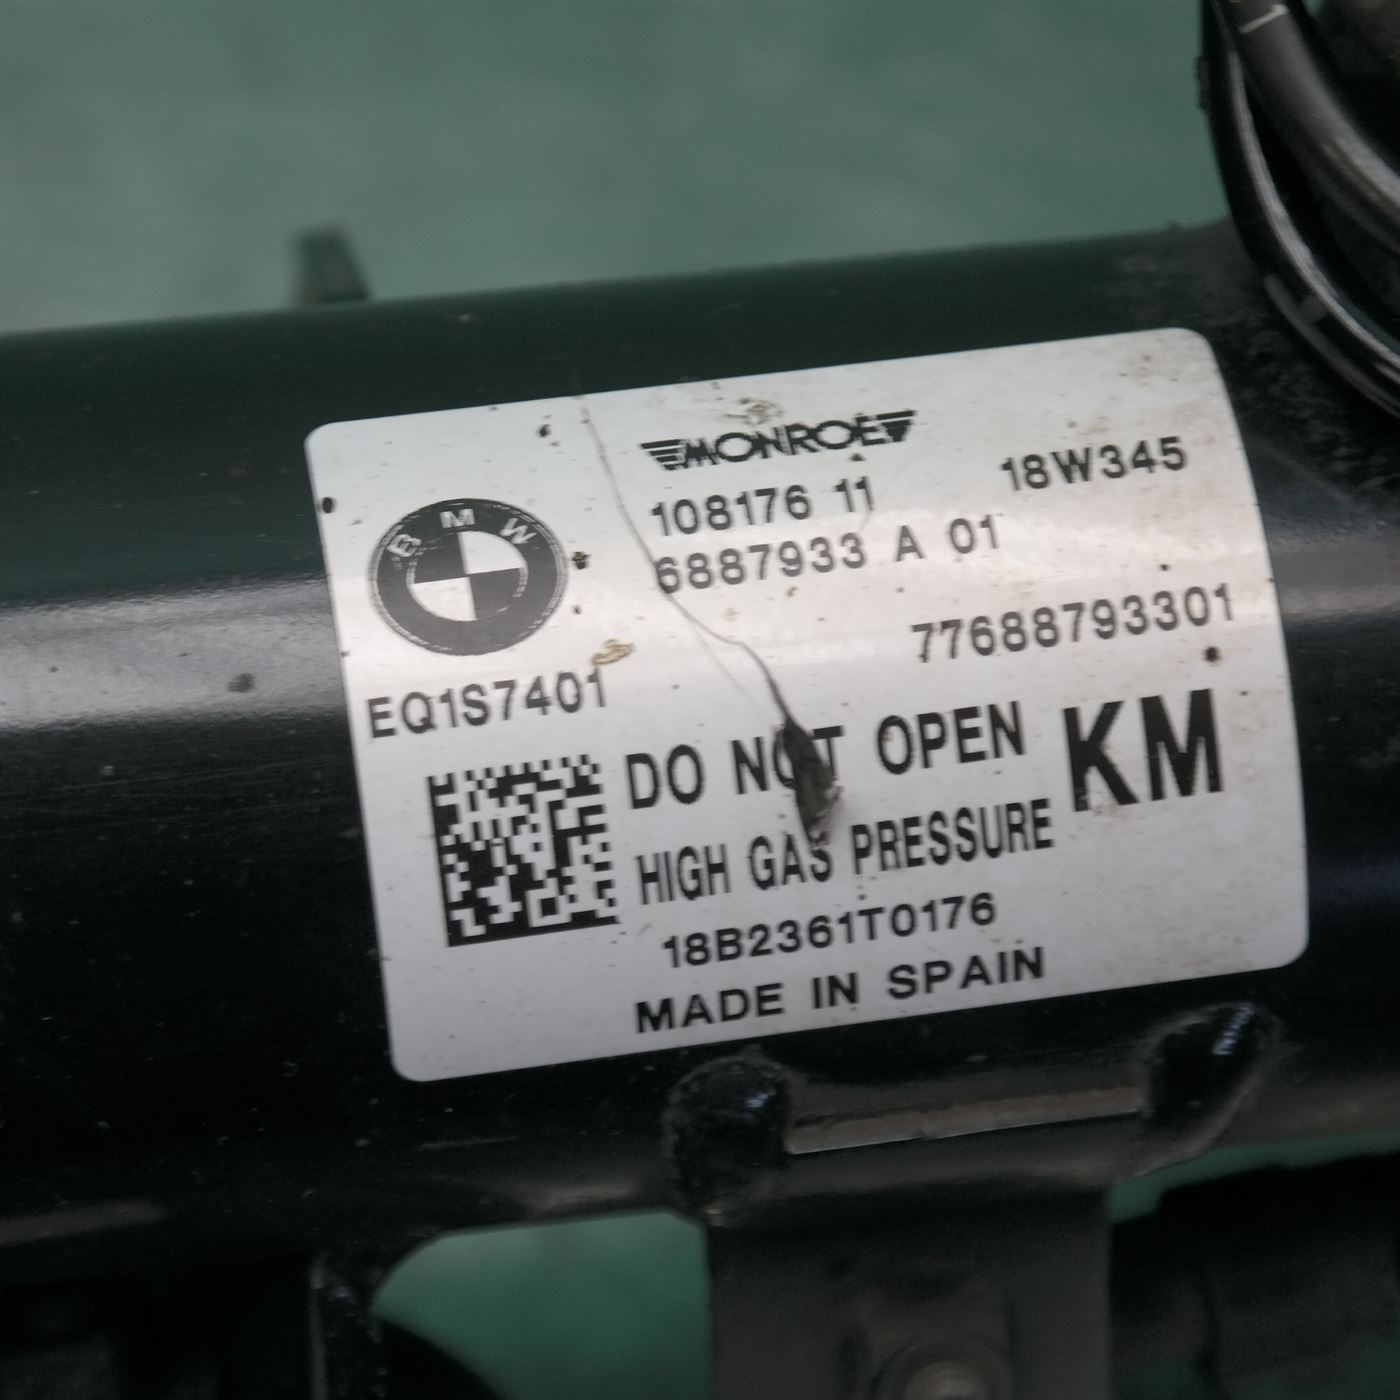 MONROE
108176 11
18W345
6887933 A 01
77688793301
BMW
EQ1S7401
DO NOT OPEN
KM
HIGH GAS PRESSURE
18B2361T0176
MADE IN SPAIN